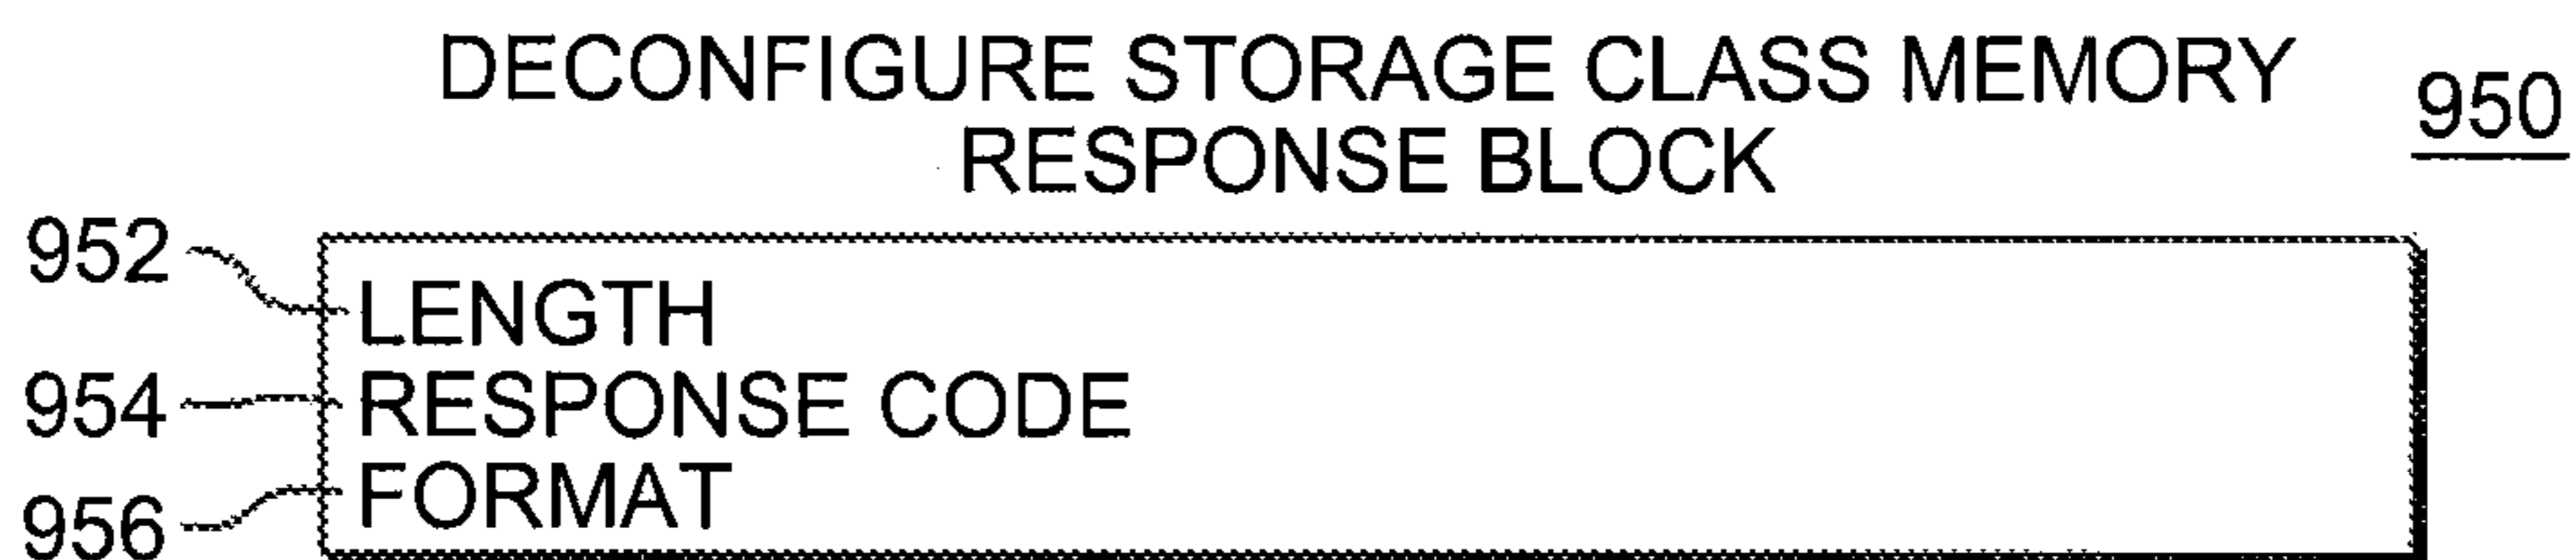 DECONFIGURE STORAGE CLASS MEMORY
RESPONSE BLOCK
950
952 LENGTH
954 RESPONSE CODE
956 FORMAT